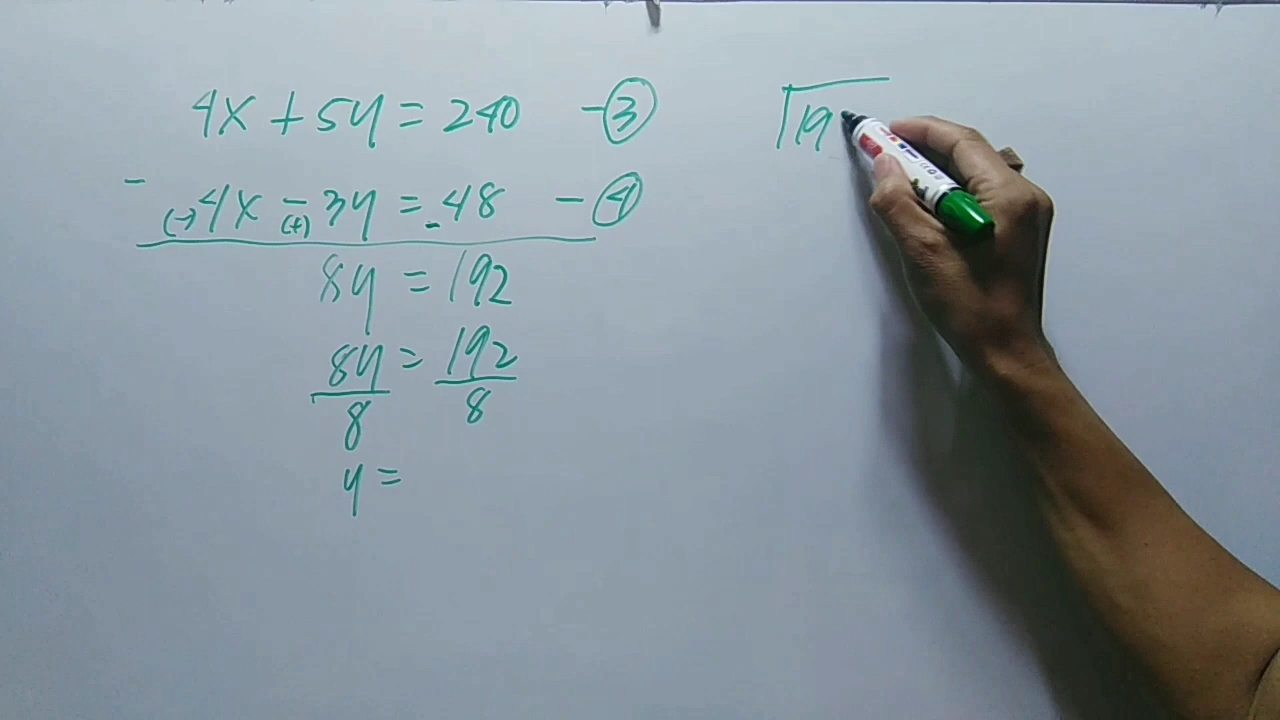 4x + 5y = 240 - ③
- 4x - 3y = 48 - ④
(-) (+) -
8y = 192
8y/8 = 192/8
y =
19